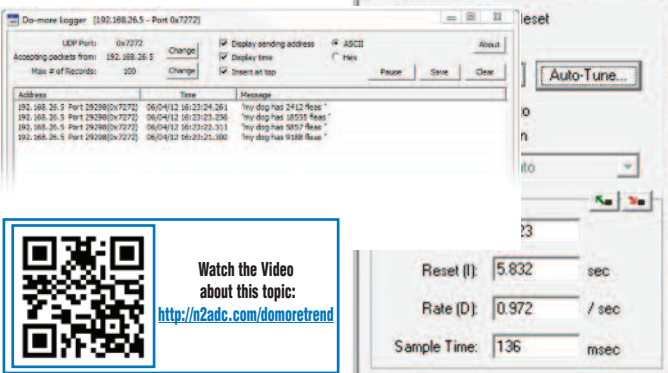 Do-more Logger [192.168.26.5 - Port 0x7272]
UDP Port: 0x7272
Accepting packets from: 192.168.26.5
Change
Max # of Records: 100
Change
Display sending address
Display time
Insert at top
ASCII
Hex
Pause
Save
Clear
About
Address Time Message
192.168.26.5 Port 29298(0x7272) 06/04/12 16:23:24.261 "my dog has 2412 fleas "
192.168.26.5 Port 29298(0x7272) 06/04/12 16:23:23.256 "my dog has 18555 fleas "
192.168.26.5 Port 29298(0x7272) 06/04/12 16:23:22.311 "my dog has 5857 fleas "
192.168.26.5 Port 29298(0x7272) 06/04/12 16:23:21.300 "my dog has 9188 fleas "
Auto-Tune...
Watch the Video
about this topic:
http://n2adc.com/domoretrend
23
Reset (I): 5.832 sec
Rate (D): 0.972 / sec
Sample Time: 136 msec